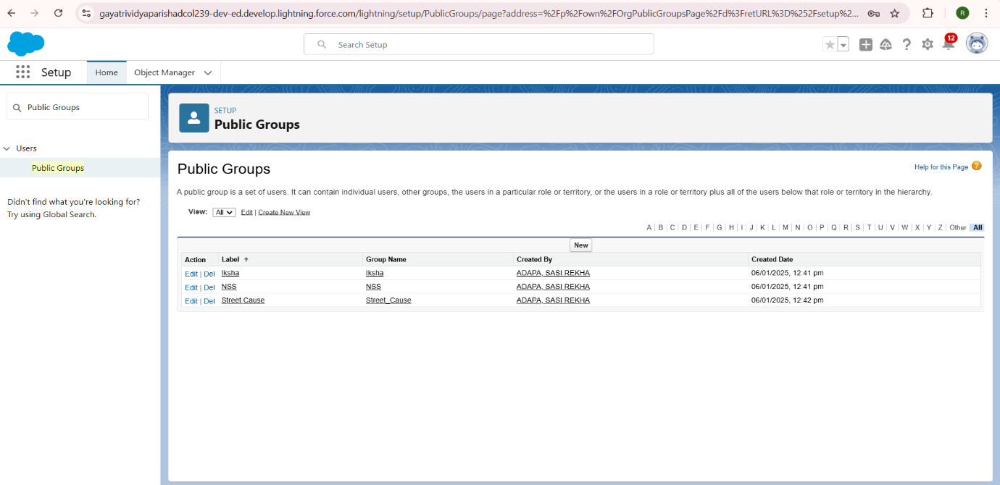 gayatrividyaparishadcol239-dev-ed.develop.lightning.force.com/lightning/setup/PublicGroups/page?address=%2Fp%2Fown%2FOrgPublicGroupsPage%2Fd%3FretURL%3D%252Fsetup%2...
R
Search Setup
12
Setup
Home
Object Manager
Public Groups
SETUP
Public Groups
Users
Public Groups
Didn't find what you're looking for?
Try using Global Search.
Public Groups
Help for this Page ?
A public group is a set of users. It can contain individual users, other groups, the users in a particular role or territory, or the users in a role or territory plus all of the users below that role or territory in the hierarchy.
View: All Edit | Create New View
A | B | C | D | E | F | G | H | I | J | K | L | M | N | O | P | Q | R | S | T | U | V | W | X | Y | Z | Other | All
New
Action Label ↑ Group Name Created By Created Date
Edit | Del Iksha Iksha ADAPA, SASI REKHA 06/01/2025, 12:41 pm
Edit | Del NSS NSS ADAPA, SASI REKHA 06/01/2025, 12:41 pm
Edit | Del Street Cause Street_Cause ADAPA, SASI REKHA 06/01/2025, 12:42 pm